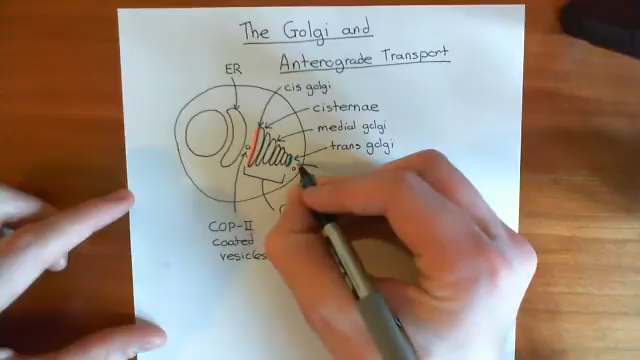 The Golgi and
Anterograde Transport
ER
cis golgi
cisternae
medial golgi
trans golgi
COP-II
coated
vesicles